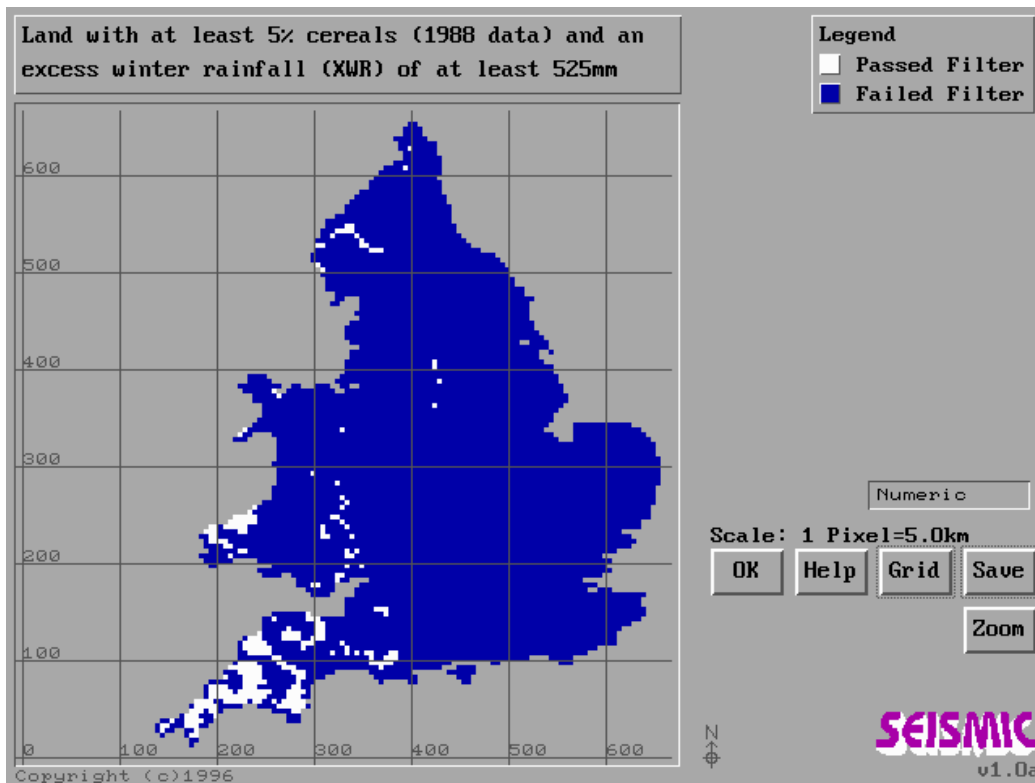 Land with at least 5% cereals (1988 data) and an
excess winter rainfall (XWR) of at least 525mm
Legend
Passed Filter
Failed Filter
600
500
400
300
200
100
0 100 200 300 400 500 600
Numeric
Scale: 1 Pixel=5.0km
OK Help Grid Save
Zoom
N
SEISMIC
v1.0a
Copyright (c)1996